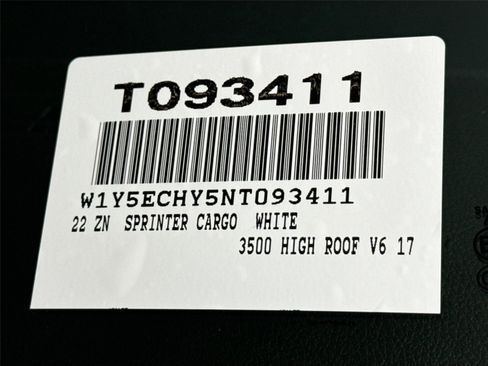 T093411
W1Y5ECHY5NT093411
22 ZN SPRINTER CARGO WHITE
3500 HIGH ROOF V6 17